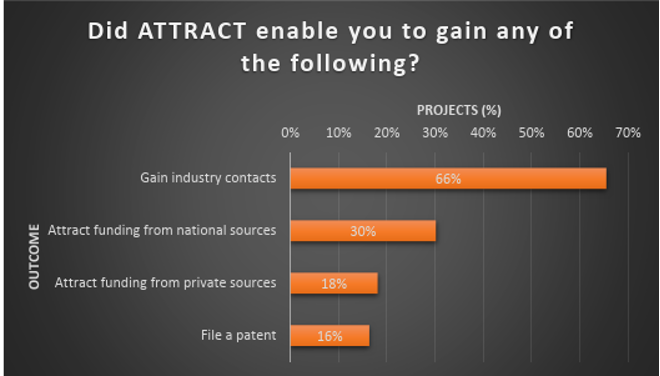 Did ATTRACT enable you to gain any of
the following?
PROJECTS (%)
0% 10% 20% 30% 40% 50% 60% 70%
OUTCOME
Gain industry contacts 66%
Attract funding from national sources 30%
Attract funding from private sources 18%
File a patent 16%